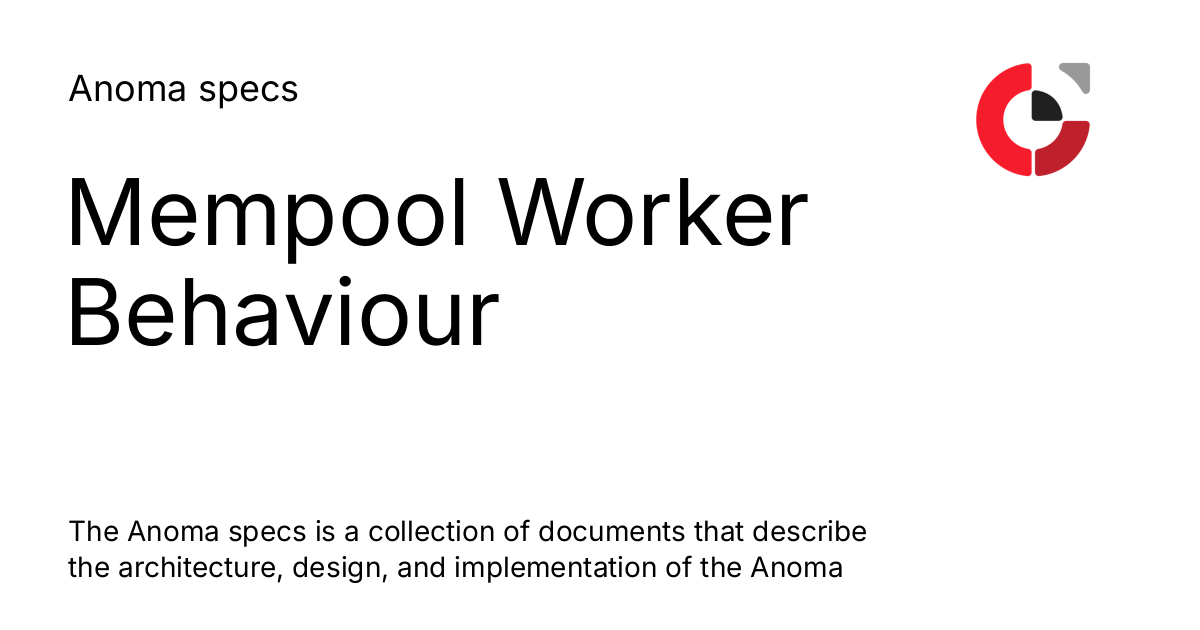 Anoma specs
Mempool Worker
Behaviour
The Anoma specs is a collection of documents that describe
the architecture, design, and implementation of the Anoma